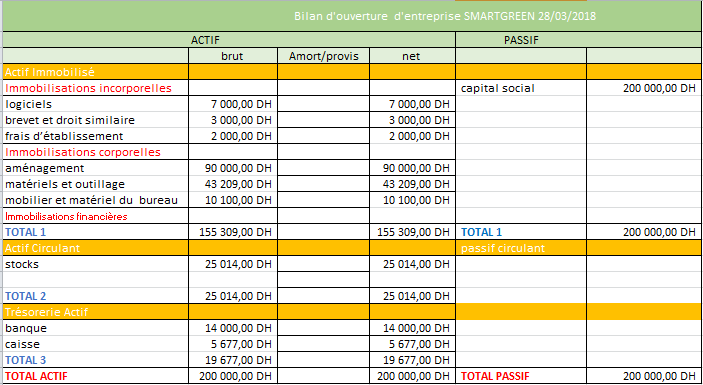 Bilan d'ouverture d'entreprise SMARTGREEN 28/03/2018
ACTIF PASSIF
brut Amort/provis net
Actif Immobilisé
Immobilisations incorporelles capital social 200 000,00 DH
logiciels 7 000,00 DH 7 000,00 DH
brevet et droit similaire 3 000,00 DH 3 000,00 DH
frais d'établissement 2 000,00 DH 2 000,00 DH
Immobilisations corporelles
aménagement 90 000,00 DH 90 000,00 DH
matériels et outillage 43 209,00 DH 43 209,00 DH
mobilier et matériel du bureau 10 100,00 DH 10 100,00 DH
Immobilisations financières
TOTAL 1 155 309,00 DH 155 309,00 DH TOTAL 1 200 000,00 DH
Actif Circulant passif circulant
stocks 25 014,00 DH 25 014,00 DH
TOTAL 2 25 014,00 DH 25 014,00 DH
Trésorerie Actif
banque 14 000,00 DH 14 000,00 DH
caisse 5 677,00 DH 5 677,00 DH
TOTAL 3 19 677,00 DH 19 677,00 DH
TOTAL ACTIF 200 000,00 DH 200 000,00 DH TOTAL PASSIF 200 000,00 DH